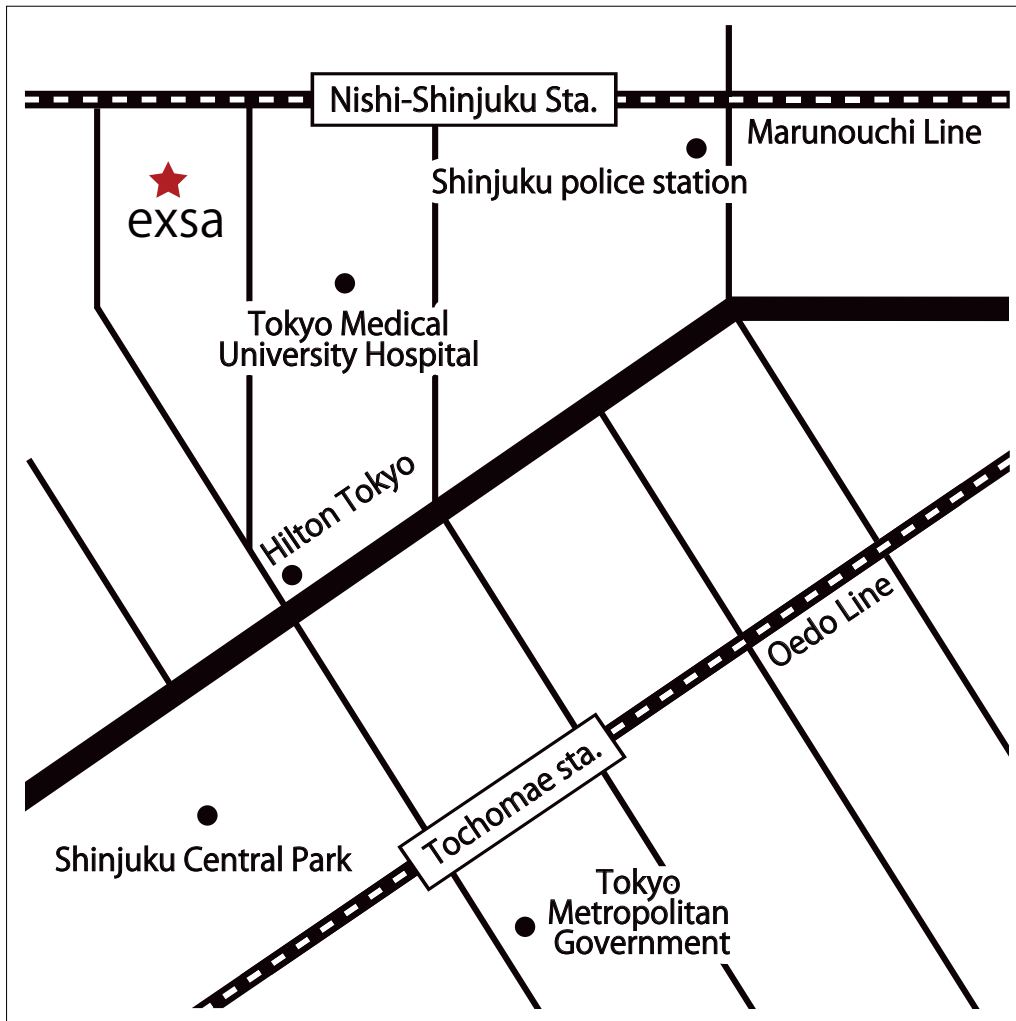 Nishi-Shinjuku Sta.
Marunouchi Line
Shinjuku police station
exsa
Tokyo Medical
University Hospital
Hilton Tokyo
Oedo Line
Tochomae sta.
Shinjuku Central Park
Tokyo
Metropolitan
Government